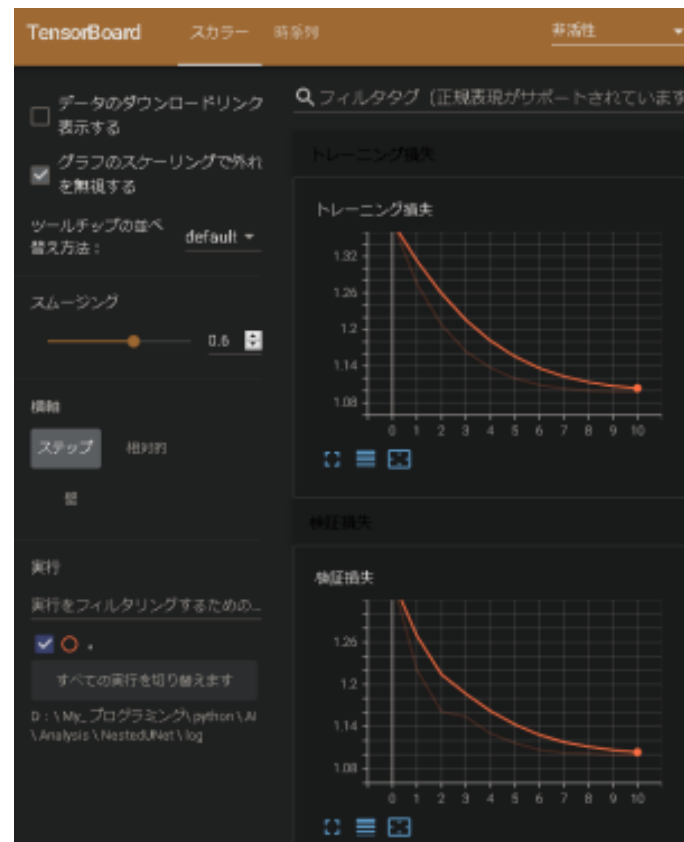 TensorBoard
スカラー
時系列
非活性
データのダウンロードリンク
表示する
グラフのスケーリングで外れ
を無視する
ツールチップの並べ
替え方法：
default
スムージング
0.6
横軸
ステップ
相対的
壁
実行
実行をフィルタリングするための...
すべての実行を切り替えます
D：\My_プログラミング\python\AI
\Analysis\NestedUNet\log
フィルタタグ（正規表現がサポートされています
トレーニング損失
トレーニング損失
1.32
1.26
1.2
1.14
1.08
0 1 2 3 4 5 6 7 8 9 10
検証損失
検証損失
1.26
1.2
1.14
1.08
0 1 2 3 4 5 6 7 8 9 10